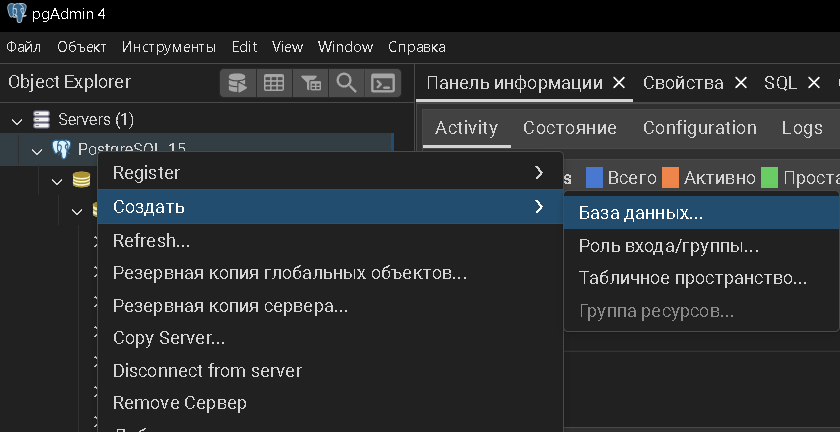 pgAdmin 4
Файл Объект Инструменты Edit View Window Справка
Object Explorer
Панель информации Свойства SQL
Servers (1)
Activity Состояние Configuration Logs
PostgreSQL 15
Register
Всего Активно Проста
Создать
База данных...
Refresh...
Роль входа/группы...
Резервная копия глобальных объектов...
Табличное пространство...
Резервная копия сервера...
Группа ресурсов...
Copy Server...
Disconnect from server
Remove Сервер